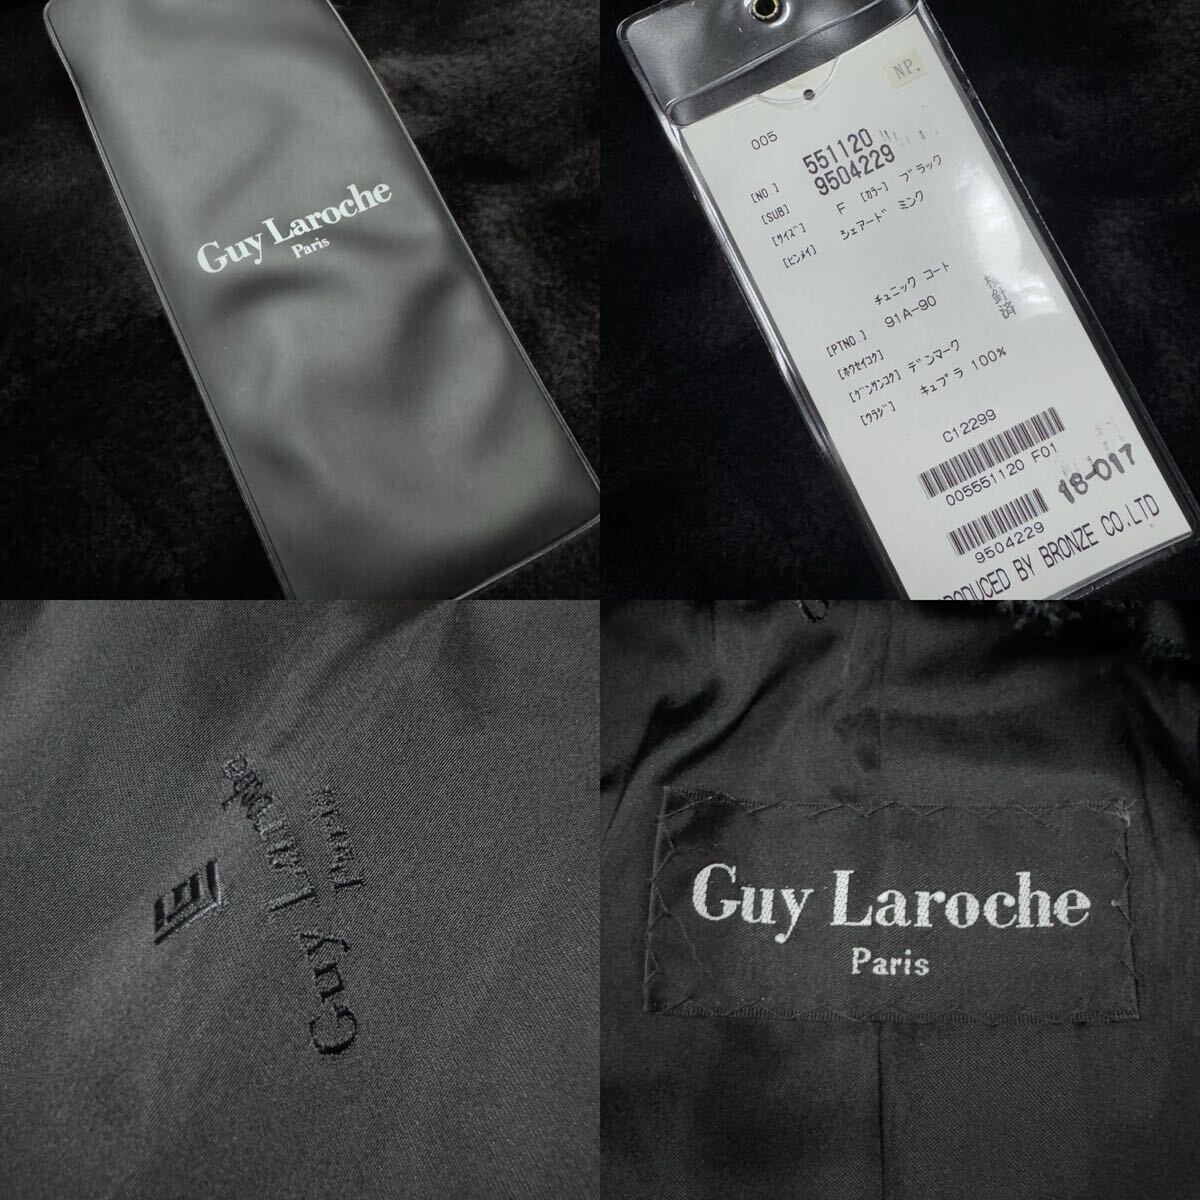 Guy Laroche
Paris
NP.
005
[NO.] 551120
[SUB] 9504229
[サイズ] F [カラー] ブラック
[ヒンメイ] シェアード ミンク
チュニック コート
検針済
[PTNO.] 91A-90
[ホウセイコク]
[ゲンサンコク] デンマーク
[ウラジ] キュプラ 100%
C12299
005551120 F01
18-017
9504229
PRODUCED BY BRONZE CO.LTD
Guy Laroche
Paris
Guy Laroche
Paris